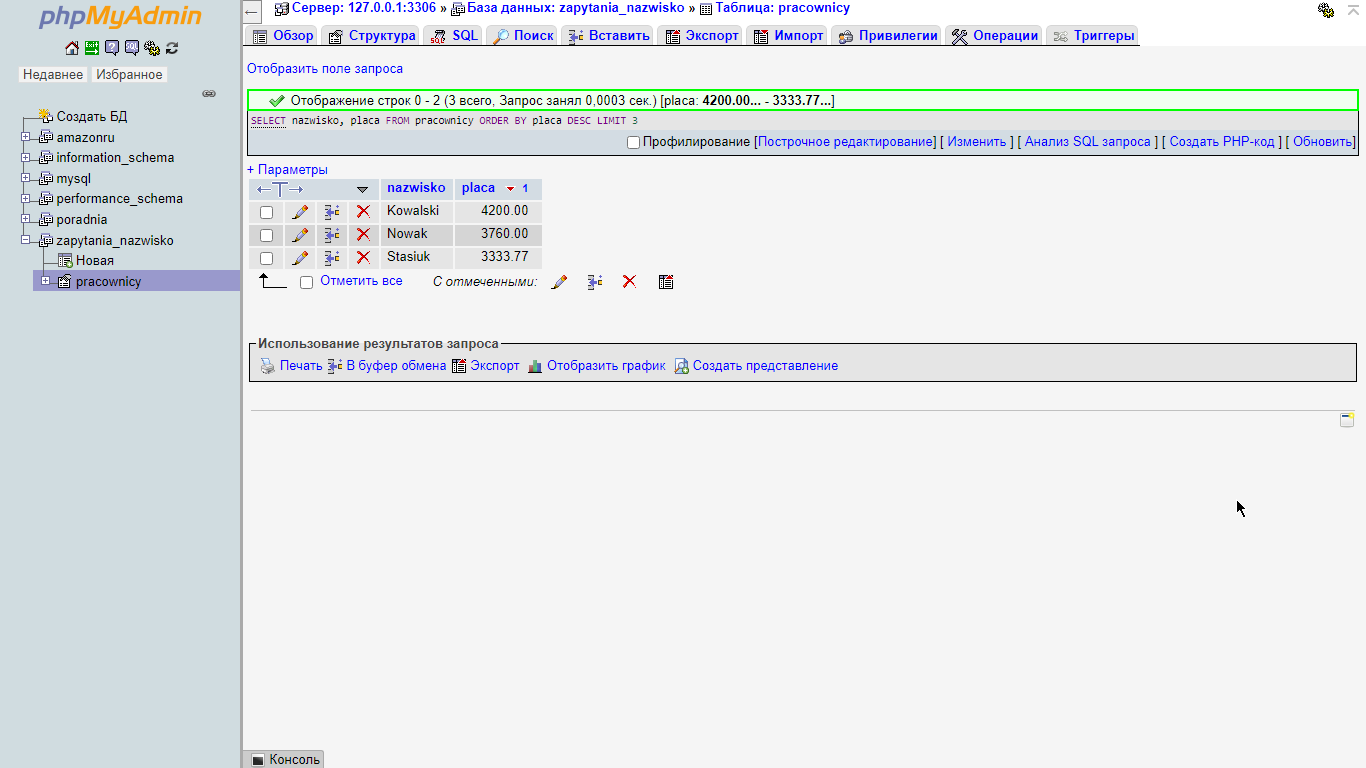 phpMyAdmin
Недавнее Избранное
Создать БД
amazonru
information_schema
mysql
performance_schema
poradnia
zapytania_nazwisko
Новая
pracownicy
Сервер: 127.0.0.1:3306 » База данных: zapytania_nazwisko » Таблица: pracownicy
Обзор Структура SQL Поиск Вставить Экспорт Импорт Привилегии Операции Триггеры
Отобразить поле запроса
Отображение строк 0 - 2 (3 всего, Запрос занял 0,0003 сек.) [placa: 4200.00... - 3333.77...]
SELECT nazwisko, placa FROM pracownicy ORDER BY placa DESC LIMIT 3
Профилирование [Построчное редактирование] [ Изменить ] [ Анализ SQL запроса ] [ Создать PHP-код ] [ Обновить]
+ Параметры
nazwisko placa 1
Kowalski 4200.00
Nowak 3760.00
Stasiuk 3333.77
Отметить все С отмеченными:
Использование результатов запроса
Печать В буфер обмена Экспорт Отобразить график Создать представление
Консоль